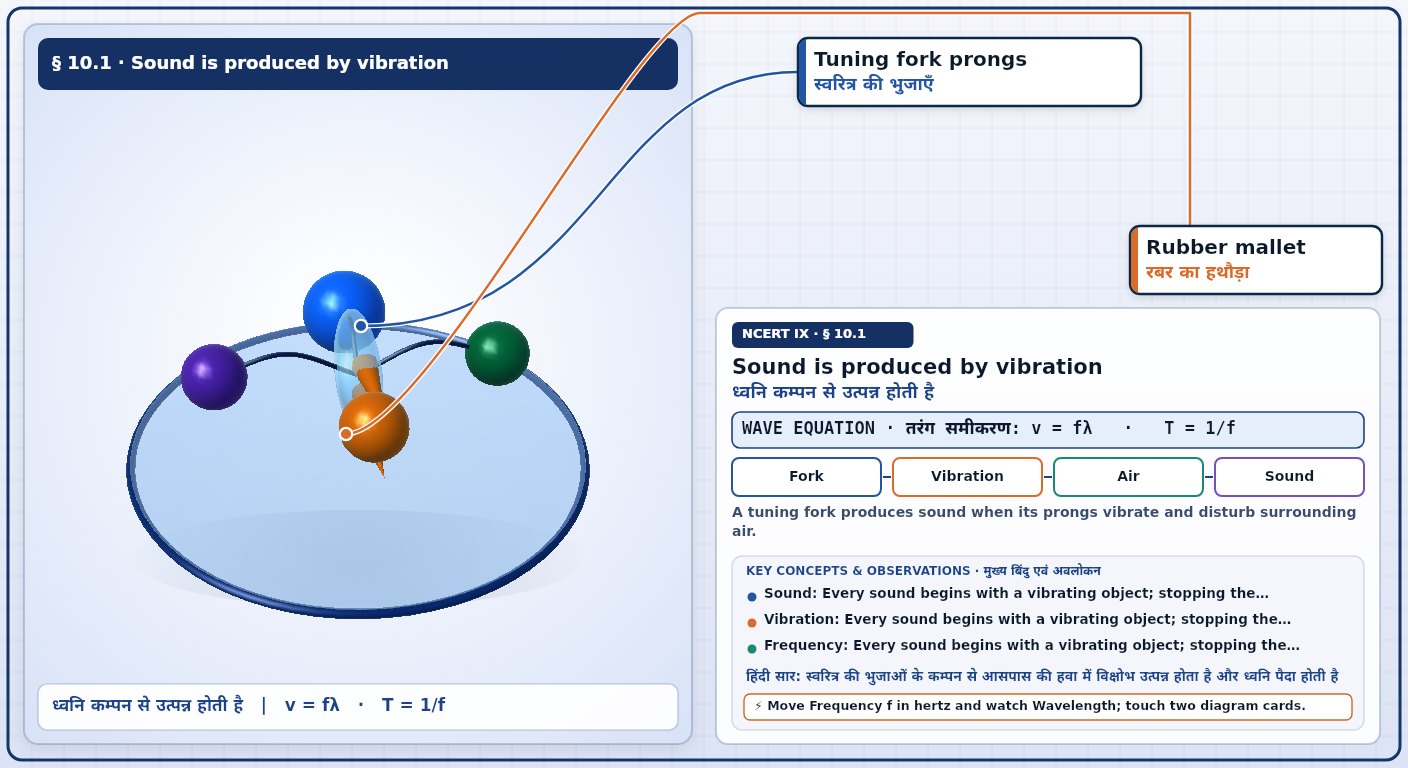 § 10.1 · Sound is produced by vibration
Tuning fork prongs
स्वरित्र की भुजाएँ
Rubber mallet
रबर का हथौड़ा
NCERT IX · § 10.1
Sound is produced by vibration
ध्वनि कम्पन से उत्पन्न होती है
WAVE EQUATION · तरंग समीकरण: v = fλ · T = 1/f
Fork
Vibration
Air
Sound
A tuning fork produces sound when its prongs vibrate and disturb surrounding
air.
KEY CONCEPTS & OBSERVATIONS · मुख्य बिंदु एवं अवलोकन
Sound: Every sound begins with a vibrating object; stopping the…
Vibration: Every sound begins with a vibrating object; stopping the…
Frequency: Every sound begins with a vibrating object; stopping the…
हिंदी सार: स्वरित्र की भुजाओं के कम्पन से आसपास की हवा में विक्षोभ उत्पन्न होता है और ध्वनि पैदा होती है
⚡ Move Frequency f in hertz and watch Wavelength; touch two diagram cards.
ध्वनि कम्पन से उत्पन्न होती है | v = fλ · T = 1/f